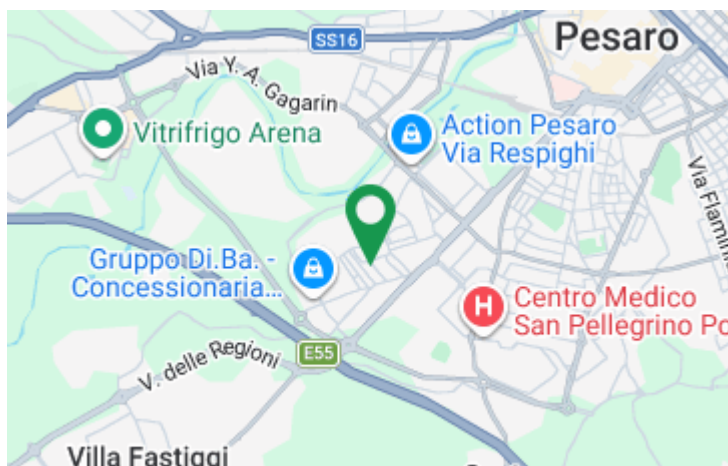 SS16
Pesaro
Via Y. A. Gagarin
Vitrifrigo Arena
Action Pesaro
Via Respighi
Via Flamini
Gruppo Di.Ba. -
Concessionaria...
H
Centro Medico
San Pellegrino Po
E55
V. delle Regioni
Villa Fastiggi